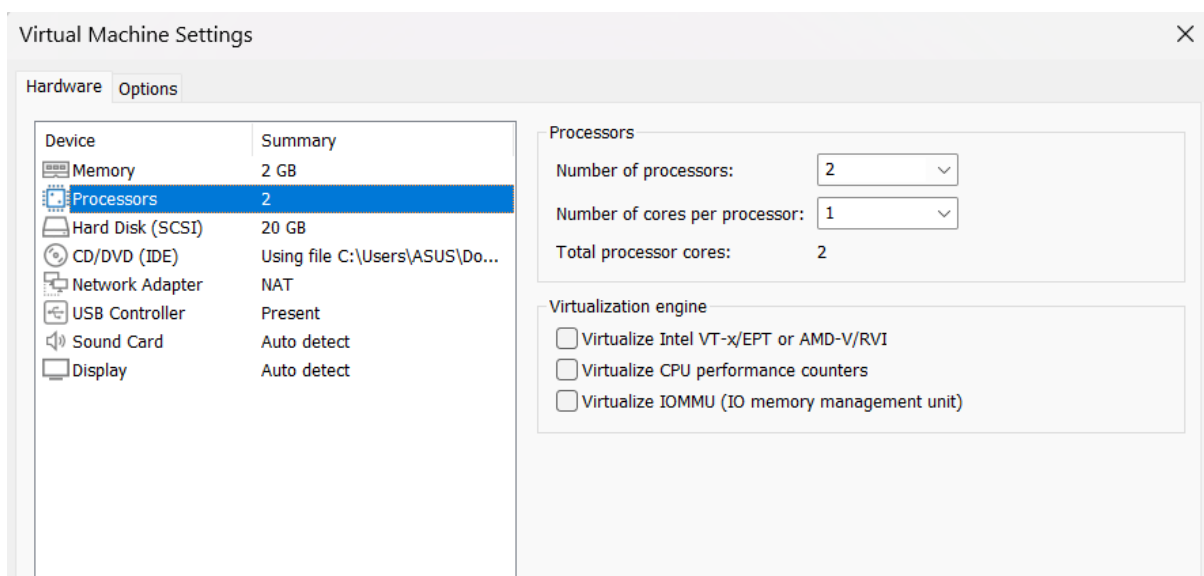 Virtual Machine Settings
Hardware Options
Device Summary
Memory 2 GB
Processors 2
Hard Disk (SCSI) 20 GB
CD/DVD (IDE) Using file C:\Users\ASUS\Do...
Network Adapter NAT
USB Controller Present
Sound Card Auto detect
Display Auto detect
Processors
Number of processors: 2
Number of cores per processor: 1
Total processor cores: 2
Virtualization engine
Virtualize Intel VT-x/EPT or AMD-V/RVI
Virtualize CPU performance counters
Virtualize IOMMU (IO memory management unit)